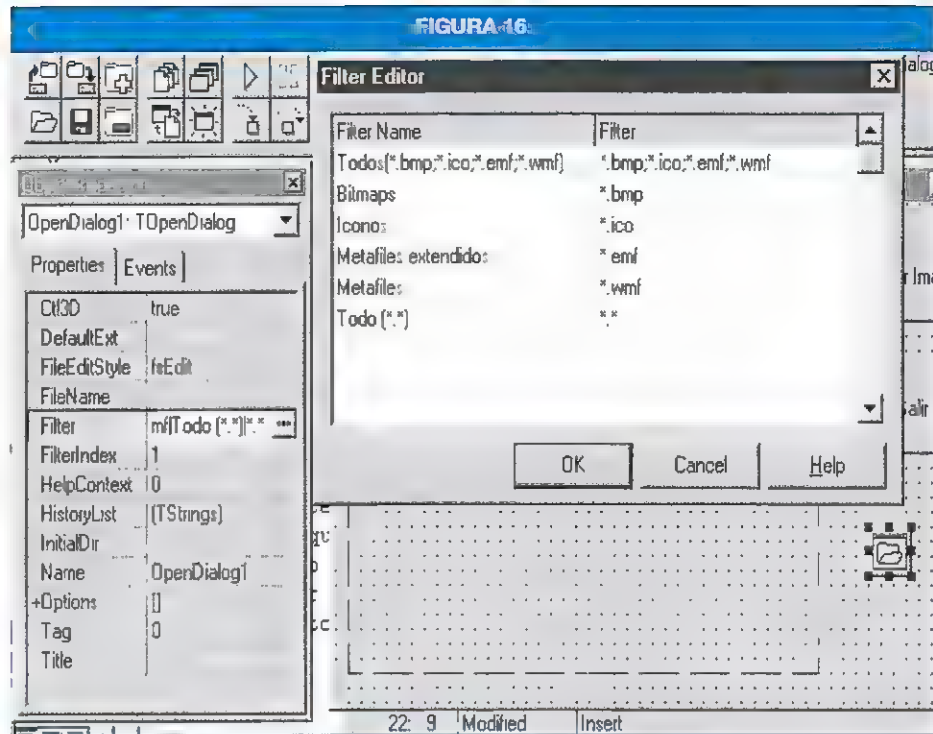 FIGURA 16
Filter Editor
Filter Name Filter
Todos(*.bmp;*.ico;*.emf;*.wmf) *.bmp;*.ico;*.emf;*.wmf
Bitmaps *.bmp
Iconos *.ico
Metafiles extendidos *.emf
Metafiles *.wmf
Todo (*.*) *.*
OK Cancel Help
OpenDialog1: TOpenDialog
Properties Events
Ctl3D true
DefaultExt
FileEditStyle fsEdit
FileName
Filter mf|Todo (*.*)|*.* ...
FilterIndex 1
HelpContext 0
HistoryList (TStrings)
InitialDir
Name OpenDialog1
+Options []
Tag 0
Title
alir
22: 9 Modified Insert